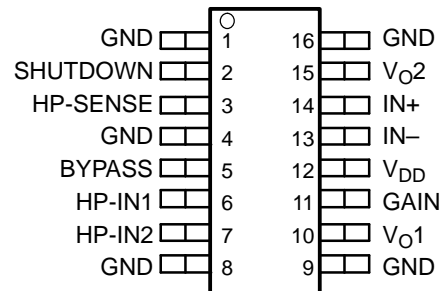 GND 1 16 GND
SHUTDOWN 2 15 VO2
HP-SENSE 3 14 IN+
GND 4 13 IN–
BYPASS 5 12 VDD
HP-IN1 6 11 GAIN
HP-IN2 7 10 VO1
GND 8 9 GND